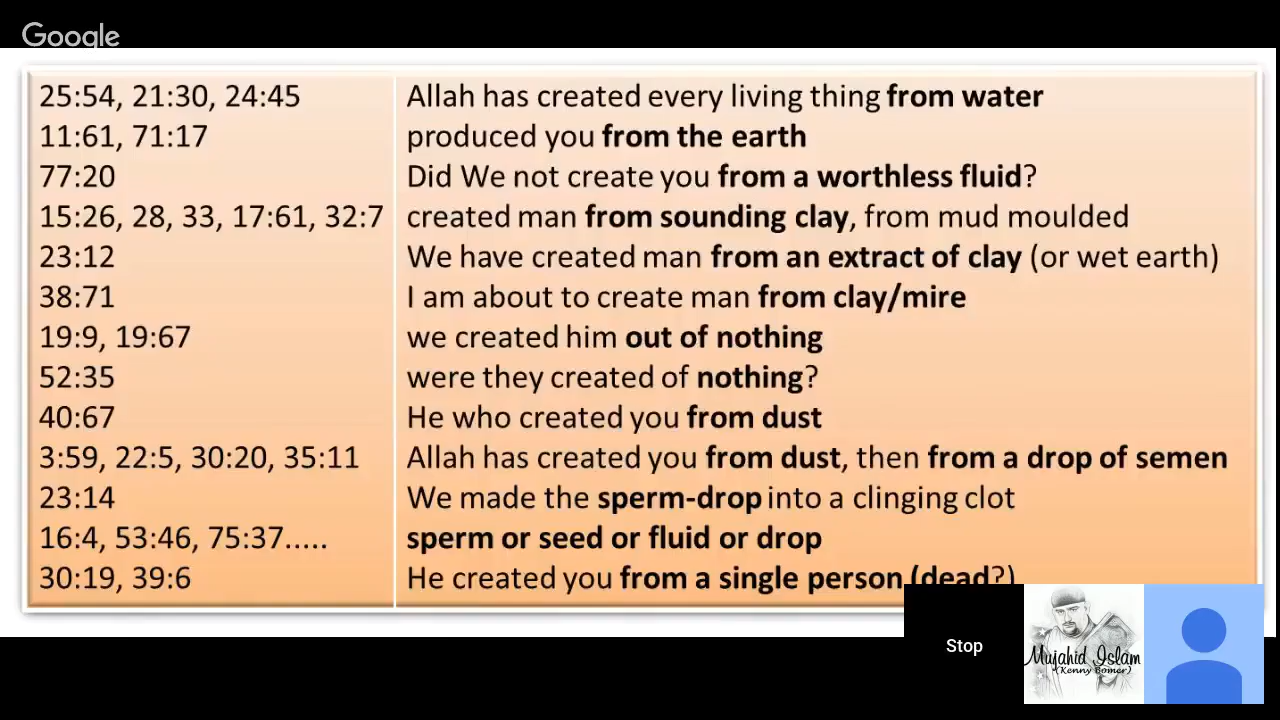 Google
25:54, 21:30, 24:45 Allah has created every living thing from water
11:61, 71:17 produced you from the earth
77:20 Did We not create you from a worthless fluid?
15:26, 28, 33, 17:61, 32:7 created man from sounding clay, from mud moulded
23:12 We have created man from an extract of clay (or wet earth)
38:71 I am about to create man from clay/mire
19:9, 19:67 we created him out of nothing
52:35 were they created of nothing?
40:67 He who created you from dust
3:59, 22:5, 30:20, 35:11 Allah has created you from dust, then from a drop of semen
23:14 We made the sperm-drop into a clinging clot
16:4, 53:46, 75:37..... sperm or seed or fluid or drop
30:19, 39:6 He created you from a single person (dead?)
Stop
Mujahid Islam
(Kenny Bomer)